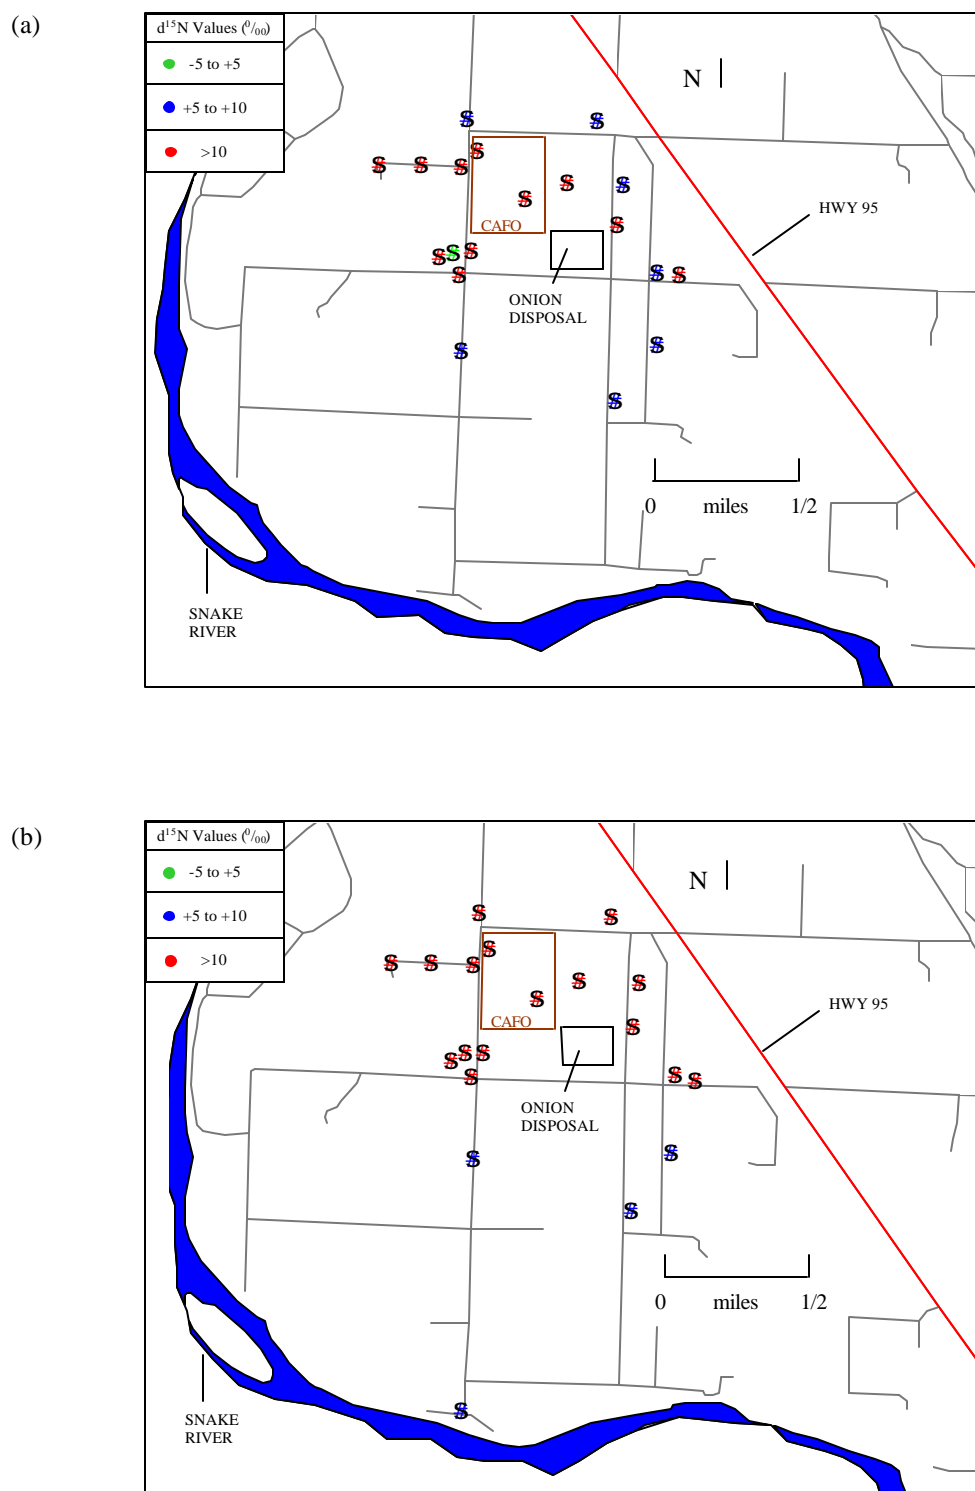 (a)
d¹⁵N Values (⁰/₀₀)
-5 to +5
+5 to +10
>10
N
S
S
S
S
S
S
S
S
S
S
CAFO
HWY 95
S
S
S
S
S
S
ONION
DISPOSAL
S
S
S
0 miles 1/2
SNAKE
RIVER
(b)
d¹⁵N Values (⁰/₀₀)
-5 to +5
+5 to +10
>10
N
S
S
S
S
S
S
S
S
S
S
CAFO
HWY 95
S
S
S
S
S
S
ONION
DISPOSAL
S
S
S
0 miles 1/2
S
SNAKE
RIVER